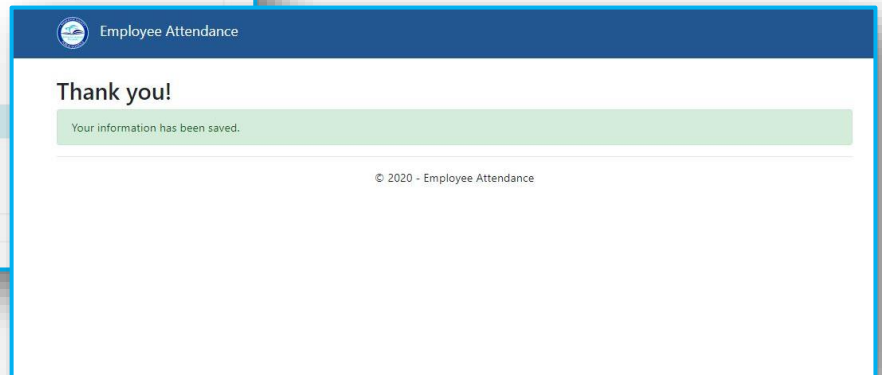 Employee Attendance
Thank you!
Your information has been saved.
© 2020 - Employee Attendance